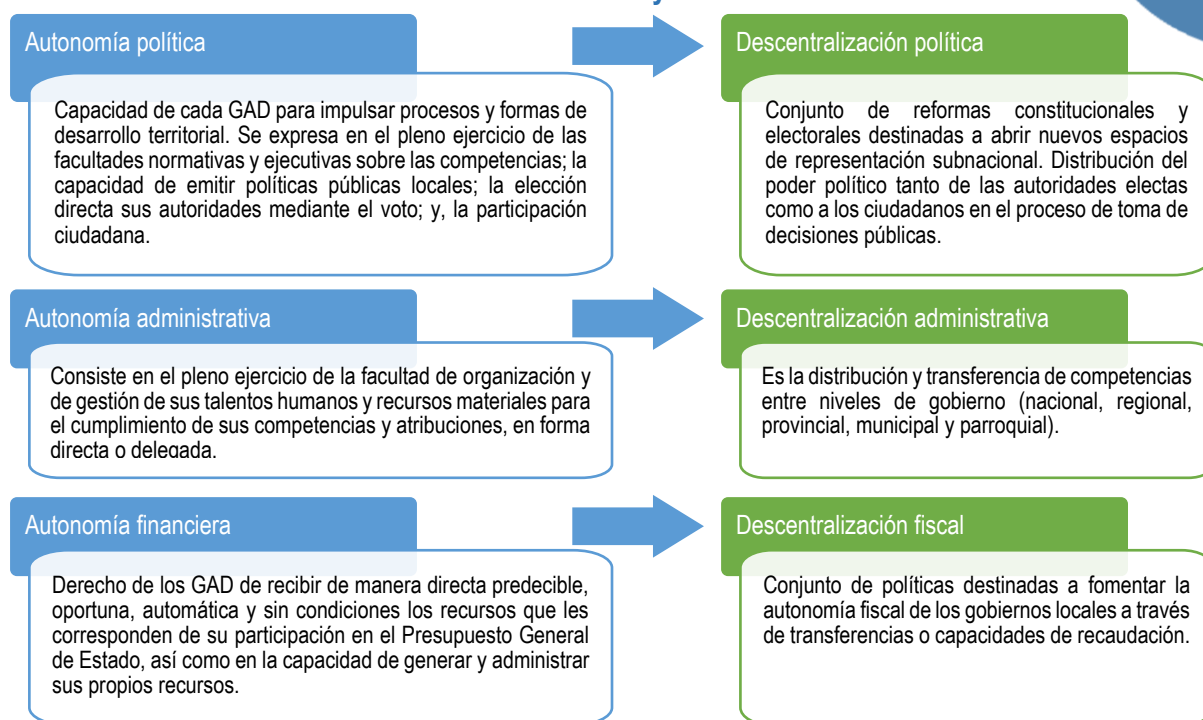 y
Autonomía política
Capacidad de cada GAD para impulsar procesos y formas de
desarrollo territorial. Se expresa en el pleno ejercicio de las
facultades normativas y ejecutivas sobre las competencias; la
capacidad de emitir políticas públicas locales; la elección
directa sus autoridades mediante el voto; y, la participación
ciudadana.
Descentralización política
Conjunto de reformas constitucionales y
electorales destinadas a abrir nuevos espacios
de representación subnacional. Distribución del
poder político tanto de las autoridades electas
como a los ciudadanos en el proceso de toma de
decisiones públicas.
Autonomía administrativa
Consiste en el pleno ejercicio de la facultad de organización y
de gestión de sus talentos humanos y recursos materiales para
el cumplimiento de sus competencias y atribuciones, en forma
directa o delegada.
Descentralización administrativa
Es la distribución y transferencia de competencias
entre niveles de gobierno (nacional, regional,
provincial, municipal y parroquial).
Autonomía financiera
Derecho de los GAD de recibir de manera directa predecible,
oportuna, automática y sin condiciones los recursos que les
corresponden de su participación en el Presupuesto General
de Estado, así como en la capacidad de generar y administrar
sus propios recursos.
Descentralización fiscal
Conjunto de políticas destinadas a fomentar la
autonomía fiscal de los gobiernos locales a través
de transferencias o capacidades de recaudación.